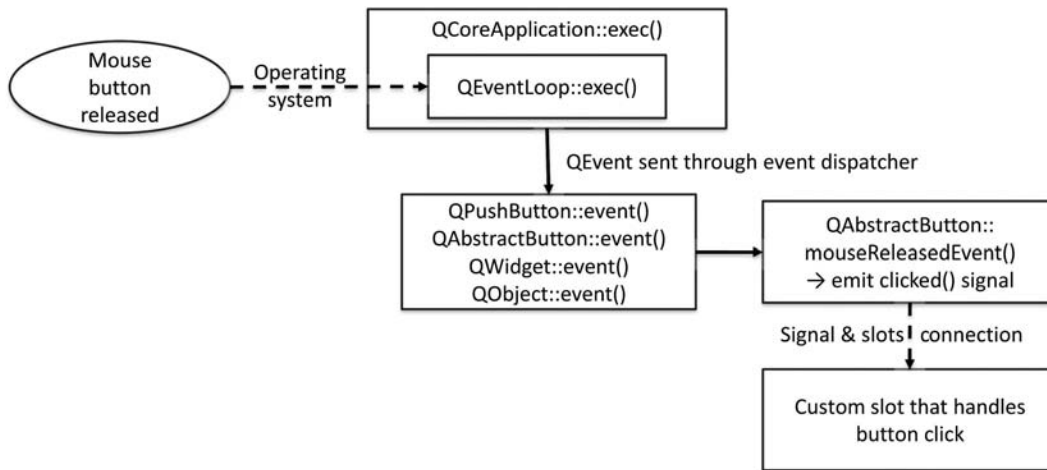 Mouse
button
released
Operating
system
QCoreApplication::exec()
QEventLoop::exec()
QEvent sent through event dispatcher
QPushButton::event()
QAbstractButton::event()
QWidget::event()
QObject::event()
QAbstractButton::
mouseReleasedEvent()
→ emit clicked() signal
Signal & slots connection
Custom slot that handles
button click